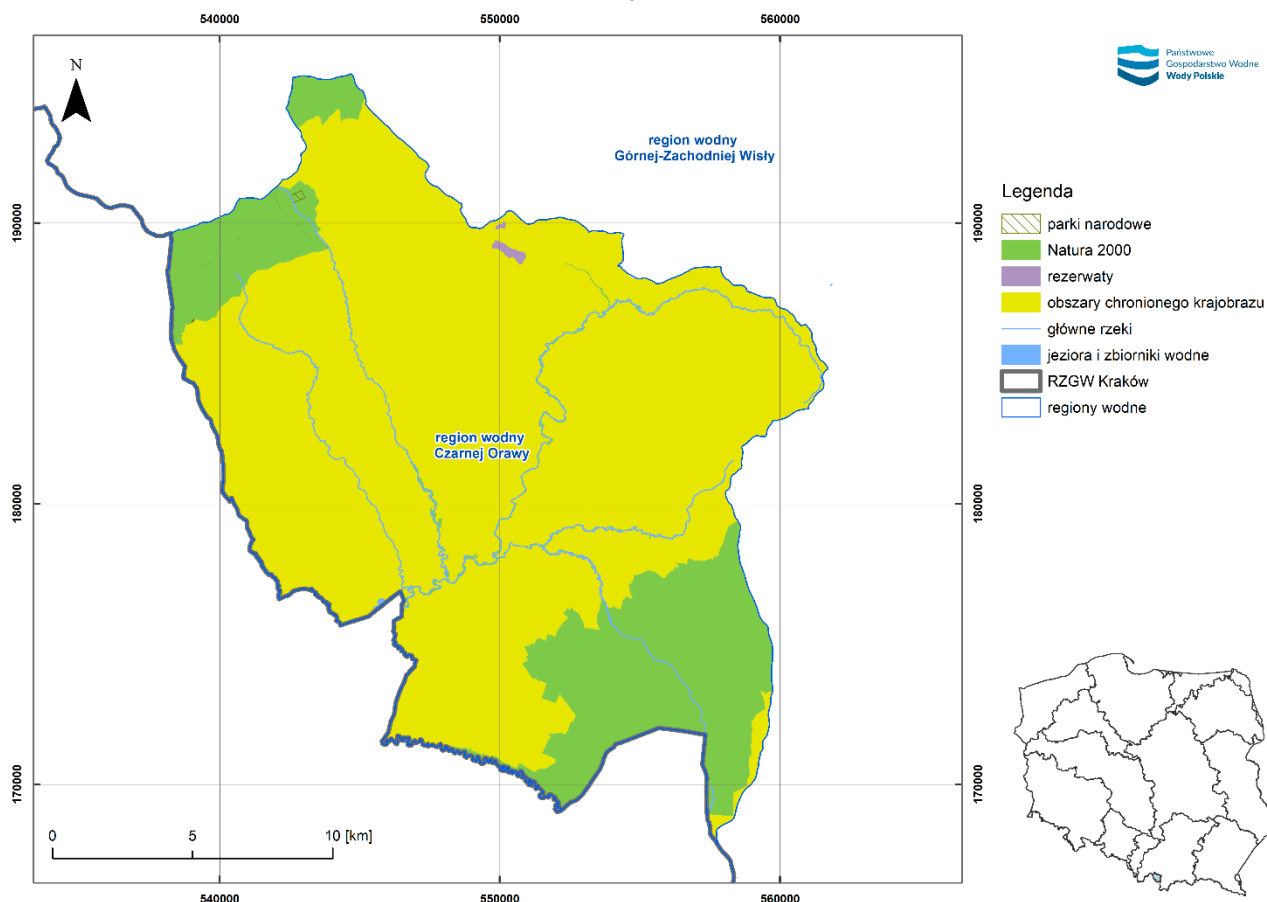 540000
550000
560000
N
Państwowe
Gospodarstwo Wodne
Wody Polskie
region wodny
Górnej-Zachodniej Wisły
Legenda
parki narodowe
Natura 2000
rezerwaty
obszary chronionego krajobrazu
główne rzeki
jeziora i zbiorniki wodne
RZGW Kraków
regiony wodne
190000
190000
region wodny
Czarnej Orawy
180000
180000
170000
170000
0 5 10 [km]
540000
550000
560000